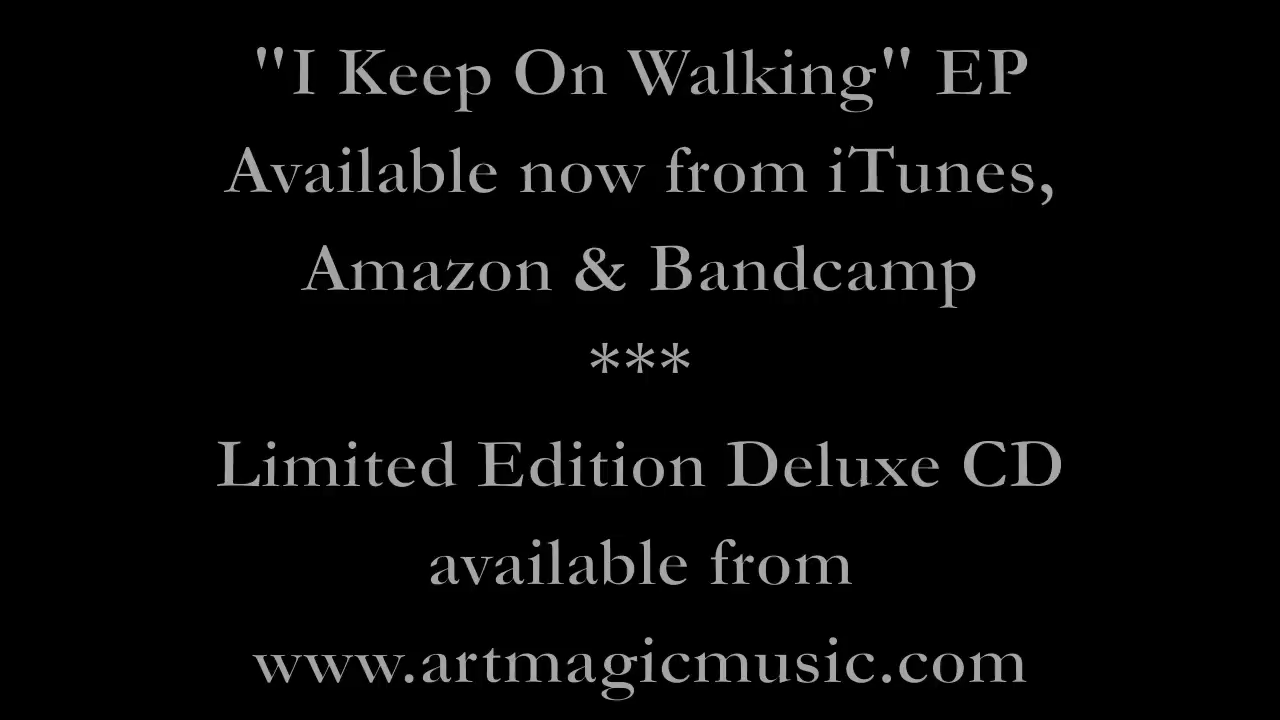 "I Keep On Walking" EP
Available now from iTunes,
Amazon & Bandcamp
***
Limited Edition Deluxe CD
available from
www.artmagicmusic.com